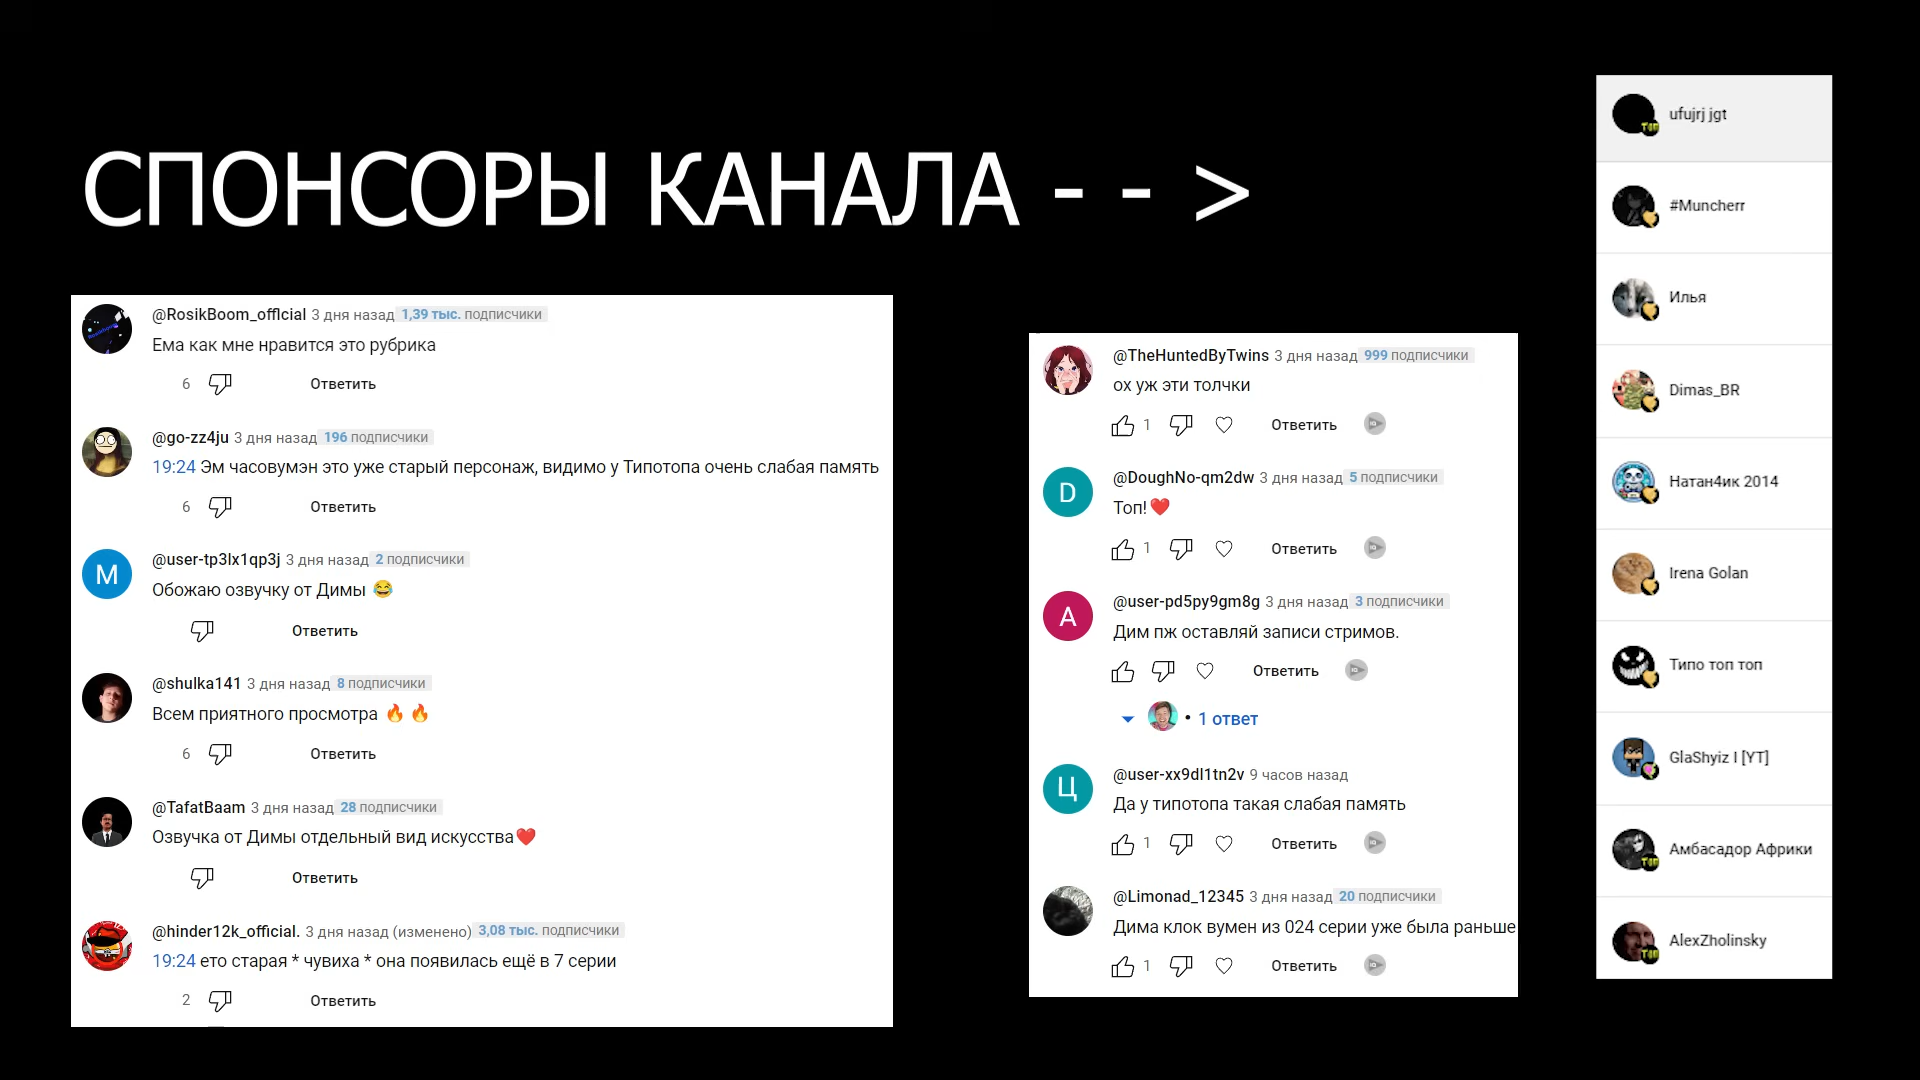 СПОНСОРЫ КАНАЛА - - >
@RosikBoom_offlcial 3 дня назад 1,39 тыс. подписчики
Ема как мне нравится это рубрика
6 Ответить
@go-zz4ju 3 дня назад 196 подписчики
19:24 Эм часовумэн это уже старый персонаж, видимо у Типотопа очень слабая память
6 Ответить
M
@user-tp3lx1qp3j 3 дня назад 2 подписчики
Обожаю озвучку от Димы 😂
Ответить
@shulka141 3 дня назад 8 подписчики
Всем приятного просмотра 🔥 🔥
6 Ответить
@TafatBaam 3 дня назад 28 подписчики
Озвучка от Димы отдельный вид искусства❤️
Ответить
@hinder12k_official. 3 дня назад (изменено) 3,08 тыс. подписчики
19:24 ето старая * чувиха * она появилась ещё в 7 серии
2 Ответить
@TheHuntedByTwins 3 дня назад 999 подписчики
ох уж эти толчки
1 Ответить
D
@DoughNo-qm2dw 3 дня назад 5 подписчики
Топ!❤️
1 Ответить
A
@user-pd5py9gm8g 3 дня назад 3 подписчики
Дим пж оставляй записи стримов.
Ответить
• 1 ответ
Ц
@user-xx9dl1tn2v 9 часов назад
Да у типотопа такая слабая память
1 Ответить
@Limonad_12345 3 дня назад 20 подписчики
Дима клок вумен из 024 серии уже была раньше
1 Ответить
ufujrj jgt
#Muncherr
Илья
Dimas_BR
Натан4ик 2014
Irena Golan
Типо топ топ
GlaShyiz I [YT]
Амбасадор Африки
AlexZholinsky